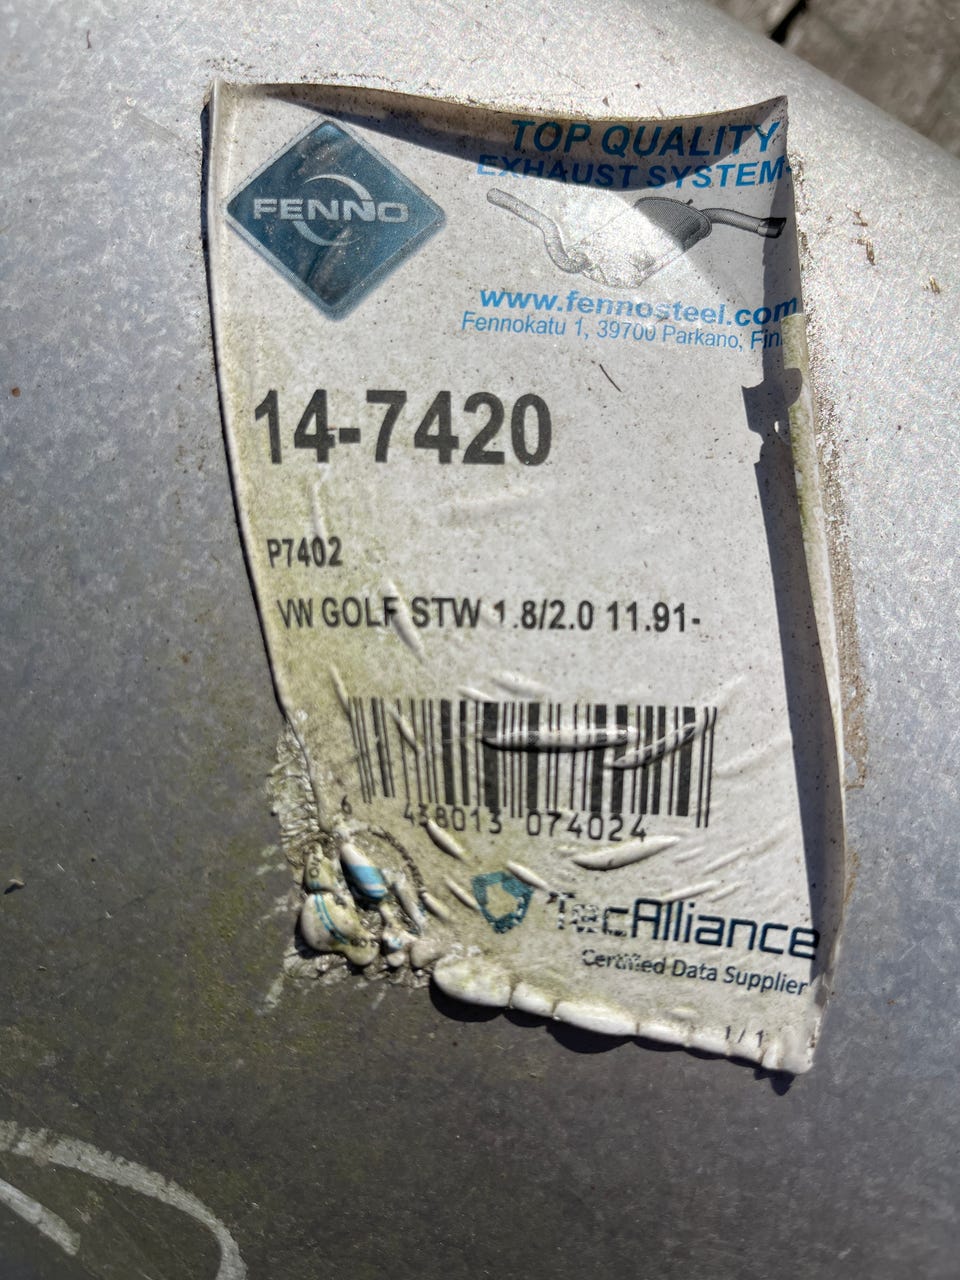 FENNO
TOP QUALITY
EXHAUST SYSTEM
www.fennosteel.com
Fennokatu 1, 39700 Parkano, Fin
14-7420
P7402
VW GOLF STW 1.8/2.0 11.91-
6 438013 074024
TecAlliance
Certified Data Supplier
1 / 1